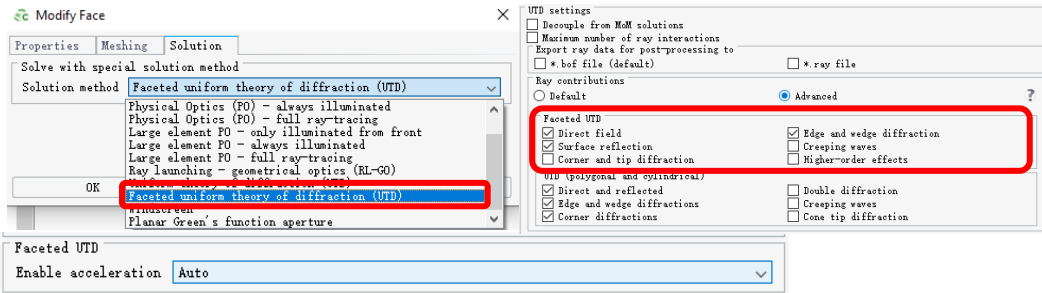 Modify Face
Properties Meshing Solution
Solve with special solution method
Solution method Faceted uniform theory of diffraction (UTD)
Physical Optics (PO) - always illuminated
Physical Optics (PO) - full ray-tracing
Large element PO - only illuminated from front
Large element PO - always illuminated
Large element PO - full ray-tracing
Ray launching - geometrical optics (RL-GO)
Uniform theory of diffraction (UTD)
Faceted uniform theory of diffraction (UTD)
Windscreen
Planar Green's function aperture
OK
UTD settings
Decouple from MoM solutions
Maximum number of ray interactions
Export ray data for post-processing to
*.bof file (default) *.ray file
Ray contributions
Default Advanced ?
Faceted UTD
Direct field Edge and wedge diffraction
Surface reflection Creeping waves
Corner and tip diffraction Higher-order effects
UTD (polygonal and cylindrical)
Direct and reflected Double diffraction
Edge and wedge diffractions Creeping waves
Corner diffractions Cone tip diffraction
Faceted UTD
Enable acceleration Auto